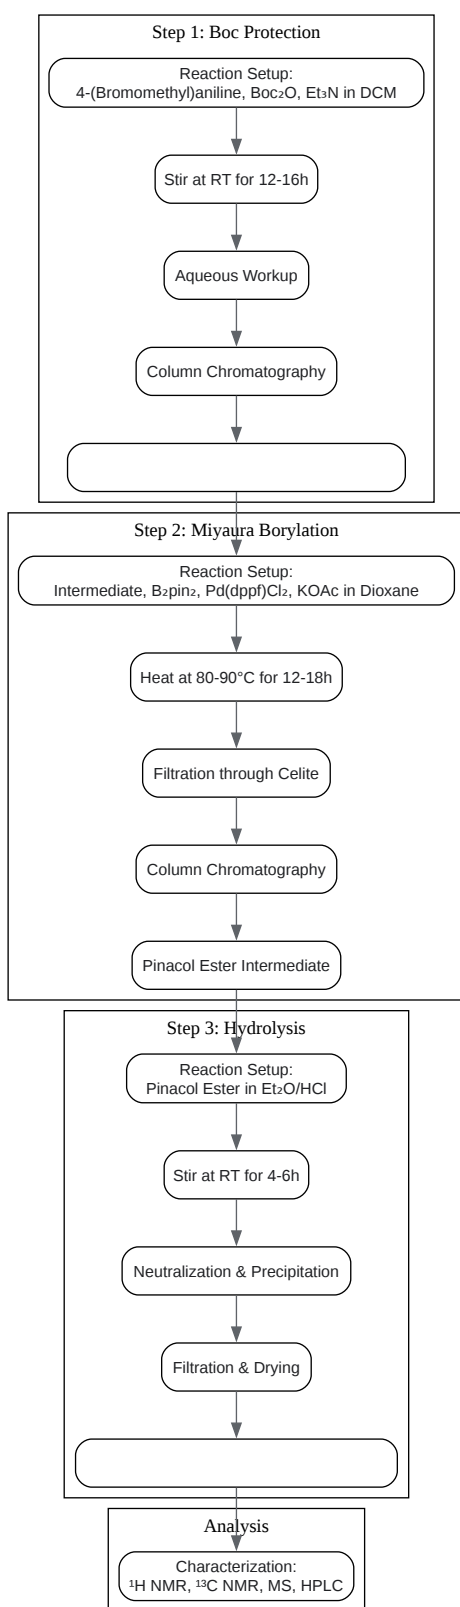 Step 1: Boc Protection
Reaction Setup:
4-(Bromomethyl)aniline, Boc₂O, Et₃N in DCM
Stir at RT for 12-16h
Aqueous Workup
Column Chromatography
Step 2: Miyaura Borylation
Reaction Setup:
Intermediate, B₂pin₂, Pd(dppf)Cl₂, KOAc in Dioxane
Heat at 80-90°C for 12-18h
Filtration through Celite
Column Chromatography
Pinacol Ester Intermediate
Step 3: Hydrolysis
Reaction Setup:
Pinacol Ester in Et₂O/HCl
Stir at RT for 4-6h
Neutralization & Precipitation
Filtration & Drying
Analysis
Characterization:
¹H NMR, ¹³C NMR, MS, HPLC